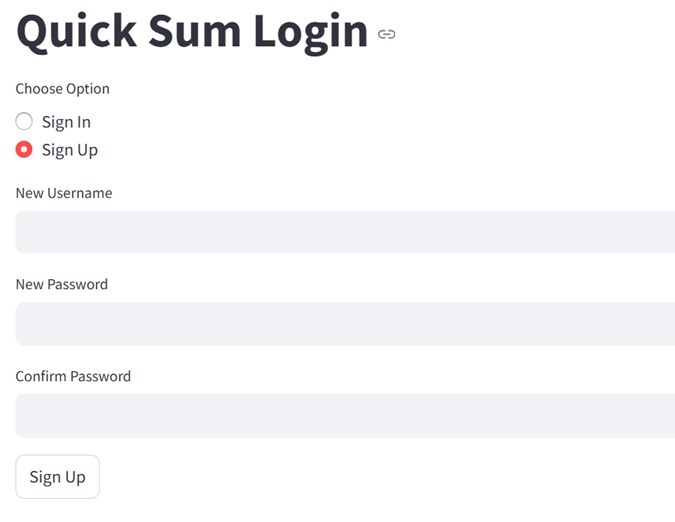 Quick Sum Login
Choose Option
Sign In
Sign Up
New Username
New Password
Confirm Password
Sign Up